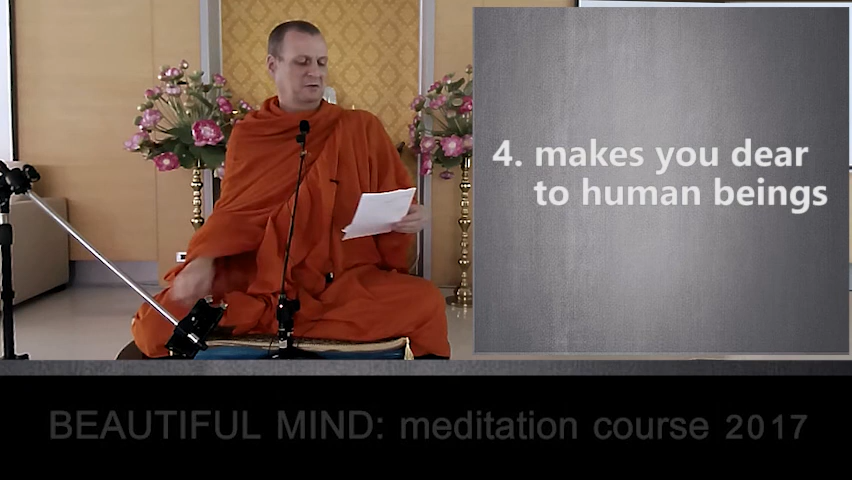 4. makes you dear
to human beings
BEAUTIFUL MIND: meditation course 2017